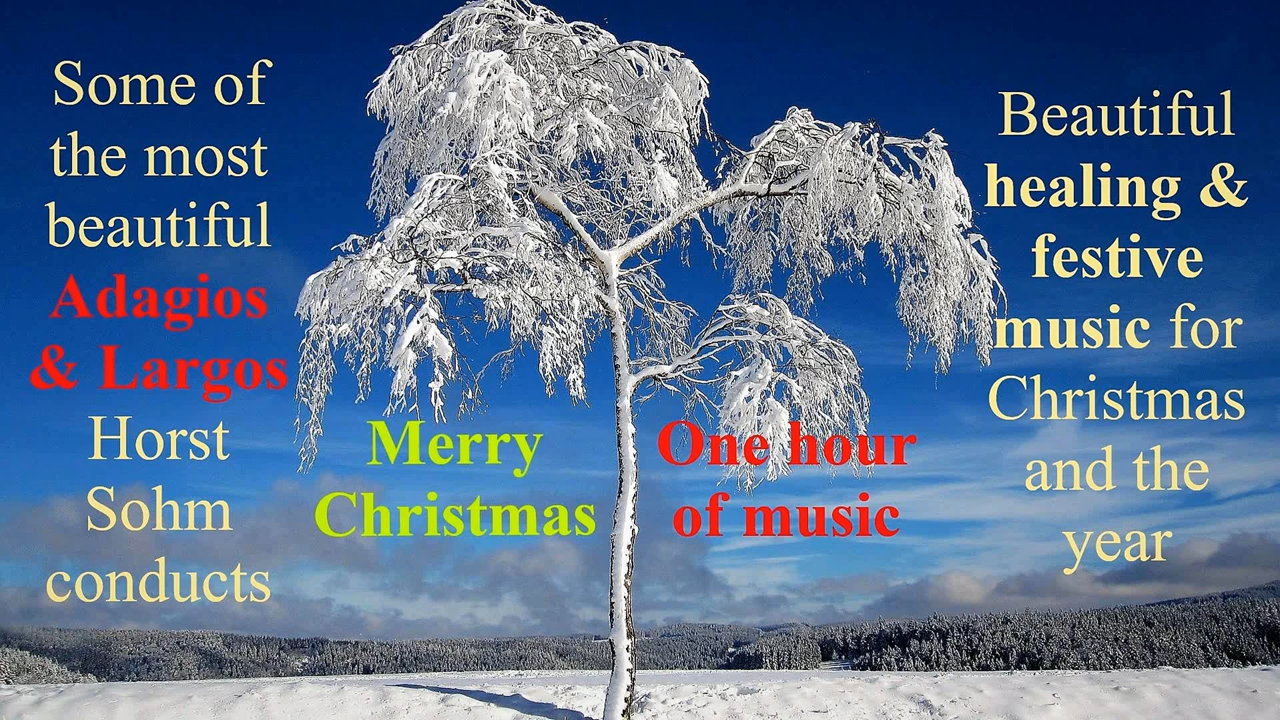 Some of
the most
beautiful
Adagios
& Largos
Horst
Sohm
conducts
Merry
Christmas
One hour
of music
Beautiful
healing &
festive
music for
Christmas
and the
year